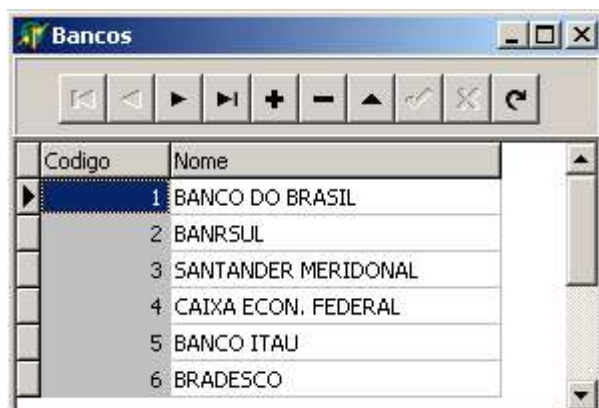 Bancos
Codigo Nome
1 BANCO DO BRASIL
2 BANRSUL
3 SANTANDER MERIDONAL
4 CAIXA ECON. FEDERAL
5 BANCO ITAU
6 BRADESCO